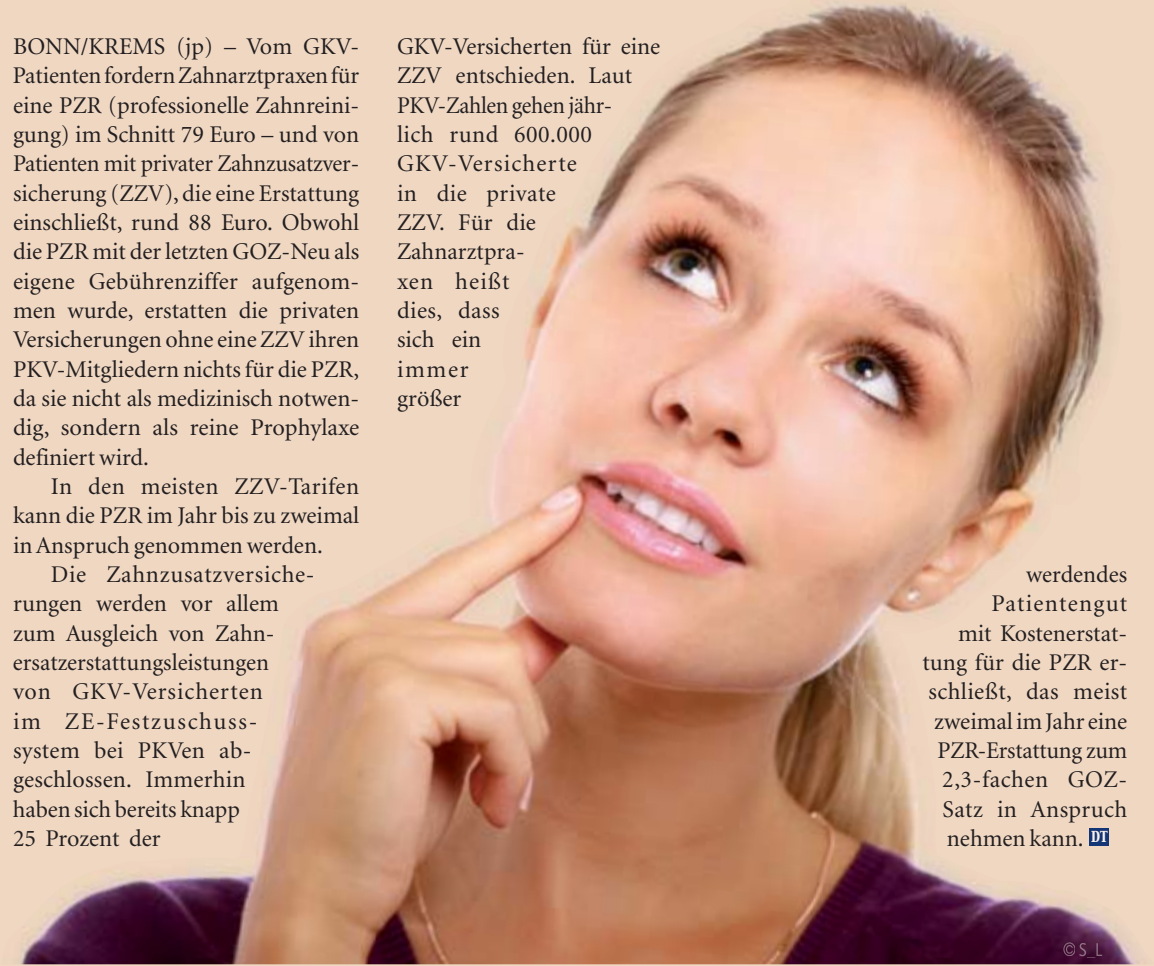 BONN/KREMS (jp) – Vom GKV-
Patienten fordern Zahnarztpraxen für
eine PZR (professionelle Zahnreini-
gung) im Schnitt 79 Euro – und von
Patienten mit privater Zahnzusatzver-
sicherung (ZZV), die eine Erstattung
einschließt, rund 88 Euro. Obwohl
die PZR mit der letzten GOZ-Neu als
eigene Gebührenziffer aufgenom-
men wurde, erstatten die privaten
Versicherungen ohne eine ZZV ihren
PKV-Mitgliedern nichts für die PZR,
da sie nicht als medizinisch notwen-
dig, sondern als reine Prophylaxe
definiert wird.
In den meisten ZZV-Tarifen
kann die PZR im Jahr bis zu zweimal
in Anspruch genommen werden.
Die Zahnzusatzversiche-
rungen werden vor allem
zum Ausgleich von Zahn-
ersatzerstattungsleistungen
von GKV-Versicherten
im ZE-Festzuschuss-
system bei PKVen ab-
geschlossen. Immerhin
haben sich bereits knapp
25 Prozent der
GKV-Versicherten für eine
ZZV entschieden. Laut
PKV-Zahlen gehen jähr-
lich rund 600.000
GKV-Versicherte
in die private
ZZV. Für die
Zahnarztpra-
xen heißt
dies, dass
sich ein
immer
größer
werdendes
Patientengut
mit Kostenerstat-
tung für die PZR er-
schließt, das meist
zweimal im Jahr eine
PZR-Erstattung zum
2,3-fachen GOZ-
Satz in Anspruch
nehmen kann. DT
© S_L